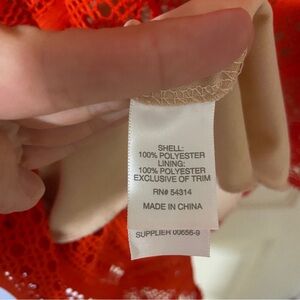 SHELL:
100% POLYESTER
LINING:
100% POLYESTER
EXCLUSIVE OF TRIM
RN# 54314
MADE IN CHINA
SUPPLIER 00656-9